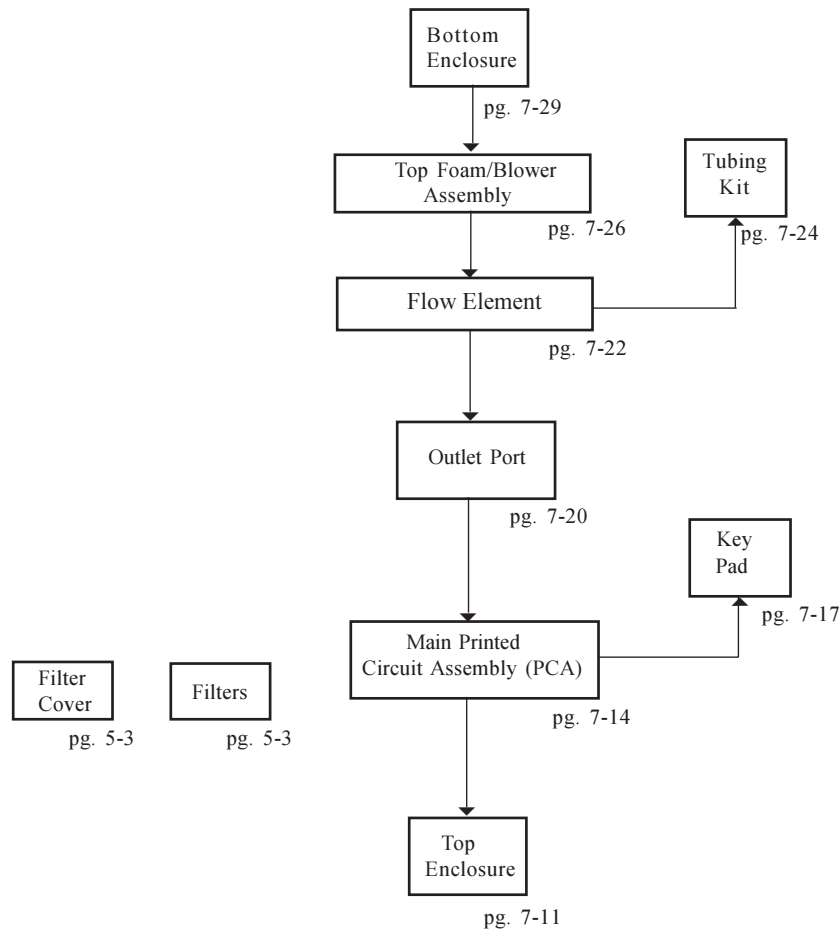 Bottom
Enclosure
pg. 7-29
Top Foam/Blower
Assembly
pg. 7-26
Tubing
Kit
pg. 7-24
Flow Element
pg. 7-22
Outlet Port
pg. 7-20
Key
Pad
pg. 7-17
Main Printed
Circuit Assembly (PCA)
pg. 7-14
Filter
Cover
pg. 5-3
Filters
pg. 5-3
Top
Enclosure
pg. 7-11